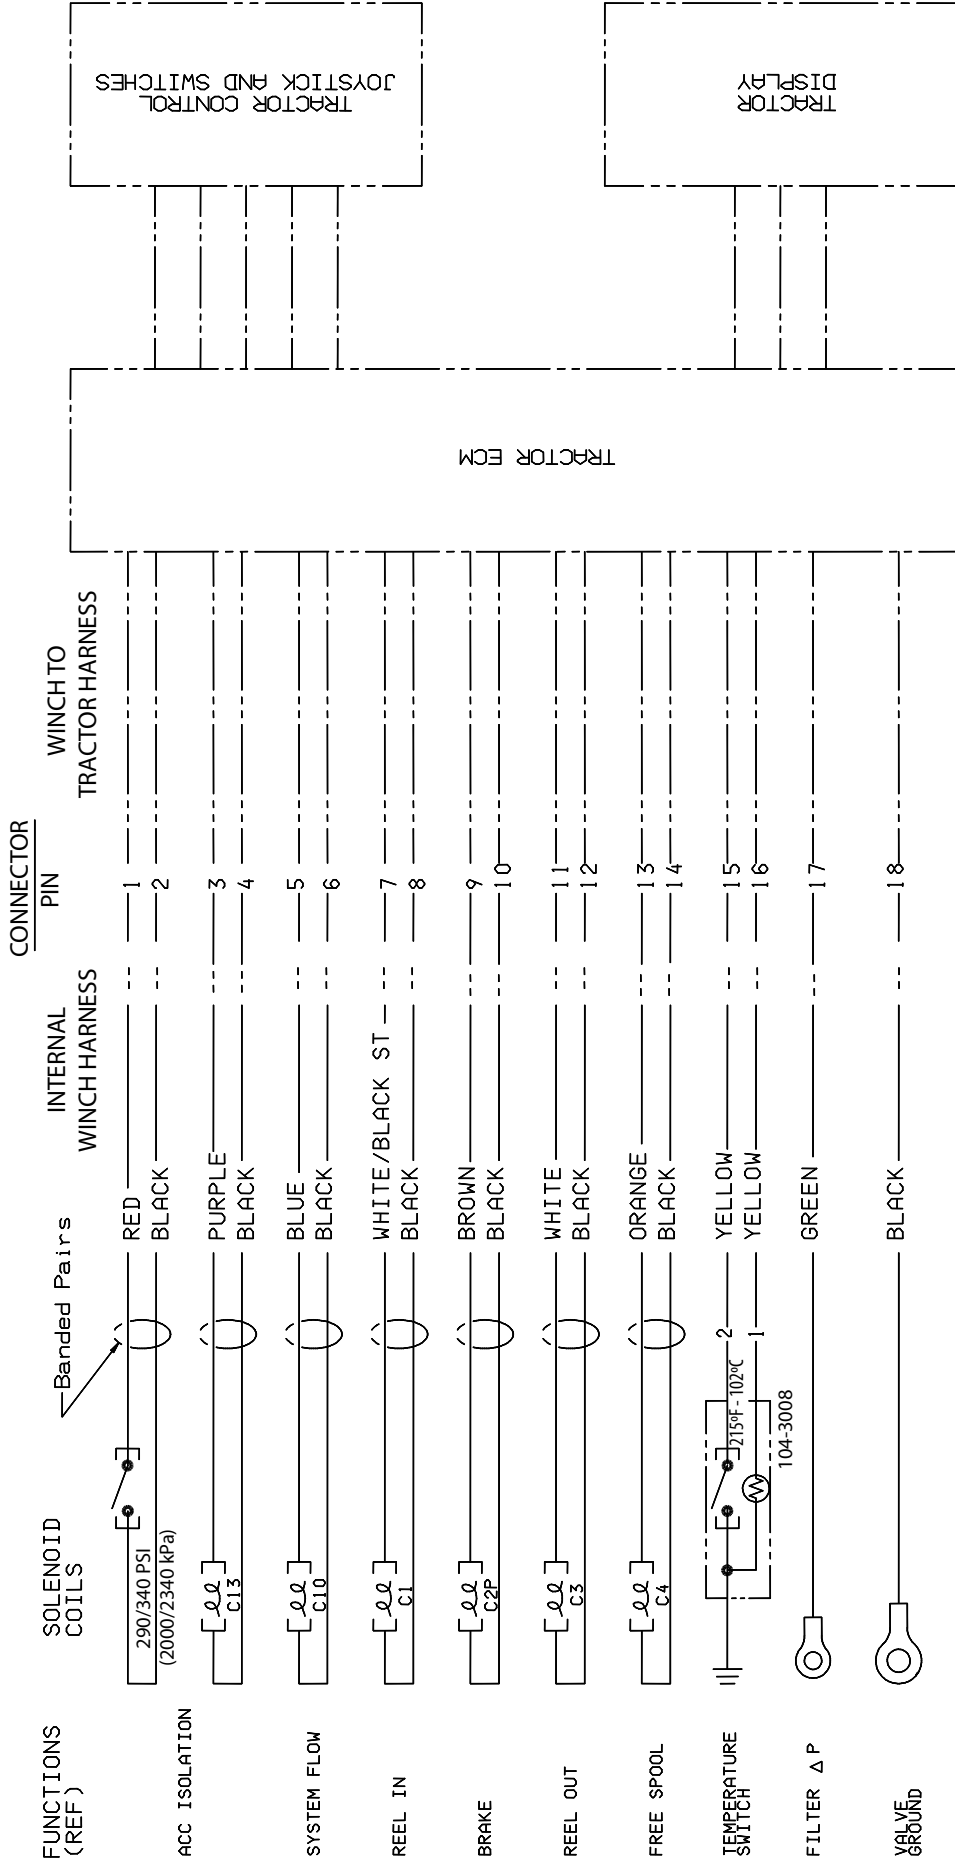 FUNCTIONS
(REF)
SOLENOID
COILS
Banded Pairs
INTERNAL
WINCH HARNESS
CONNECTOR
PIN
WINCH TO
TRACTOR HARNESS
290/340 PSI
(2000/2340 kPa)
RED 1
BLACK 2
ACC ISOLATION
C13
PURPLE 3
BLACK 4
SYSTEM FLOW
C10
BLUE 5
BLACK 6
REEL IN
C1
WHITE/BLACK ST 7
BLACK 8
BRAKE
C2P
BROWN 9
BLACK 10
REEL OUT
C3
WHITE 11
BLACK 12
FREE SPOOL
C4
ORANGE 13
BLACK 14
TEMPERATURE
SWITCH
215ºF - 102ºC
2 YELLOW 15
1 YELLOW 16
104-3008
FILTER Δ P
GREEN 17
VALVE
GROUND
BLACK 18
TRACTOR ECM
TRACTOR CONTROL
JOYSTICK AND SWITCHES
TRACTOR
DISPLAY